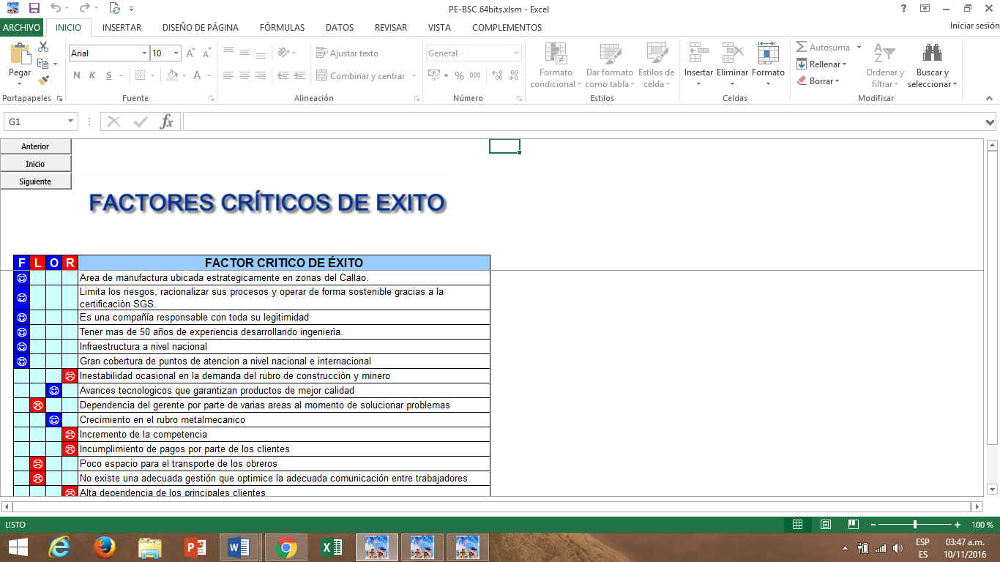 PE-BSC 64bits.xlsm - Excel
ARCHIVO INICIO INSERTAR DISEÑO DE PÁGINA FÓRMULAS DATOS REVISAR VISTA COMPLEMENTOS Iniciar sesión
Pegar
Arial 10
N K S A
Ajustar texto
Combinar y centrar
General
% 000
Formato condicional
Dar formato como tabla
Estilos de celda
Insertar Eliminar Formato
Autosuma
Rellenar
Borrar
Ordenar y filtrar
Buscar y seleccionar
Portapapeles Fuente Alineación Número Estilos Celdas Modificar
G1 fx
Anterior
Inicio
Siguiente
FACTORES CRÍTICOS DE EXITO
F L O R FACTOR CRITICO DE ÉXITO
Area de manufactura ubicada estrategicamente en zonas del Callao.
Limita los riesgos, racionalizar sus procesos y operar de forma sostenible gracias a la
certificaciòn SGS.
Es una compañía responsable con toda su legitimidad
Tener mas de 50 años de experiencia desarrollando ingenierìa.
Infraestructura a nivel nacional
Gran cobertura de puntos de atencion a nivel nacional e internacional
Inestabilidad ocasional en la demanda del rubro de construcciòn y minero
Avances tecnologicos que garantizan productos de mejor calidad
Dependencia del gerente por parte de varias areas al momento de solucionar problemas
Crecimiento en el rubro metalmecanico
Incremento de la competencia
Incumplimiento de pagos por parte de los clientes
Poco espacio para el transporte de los obreros
No existe una adecuada gestión que optimice la adecuada comunicación entre trabajadores
Alta dependencia de los principales clientes
LISTO 100 %
ESP 03:47 a.m.
ES 10/11/2016